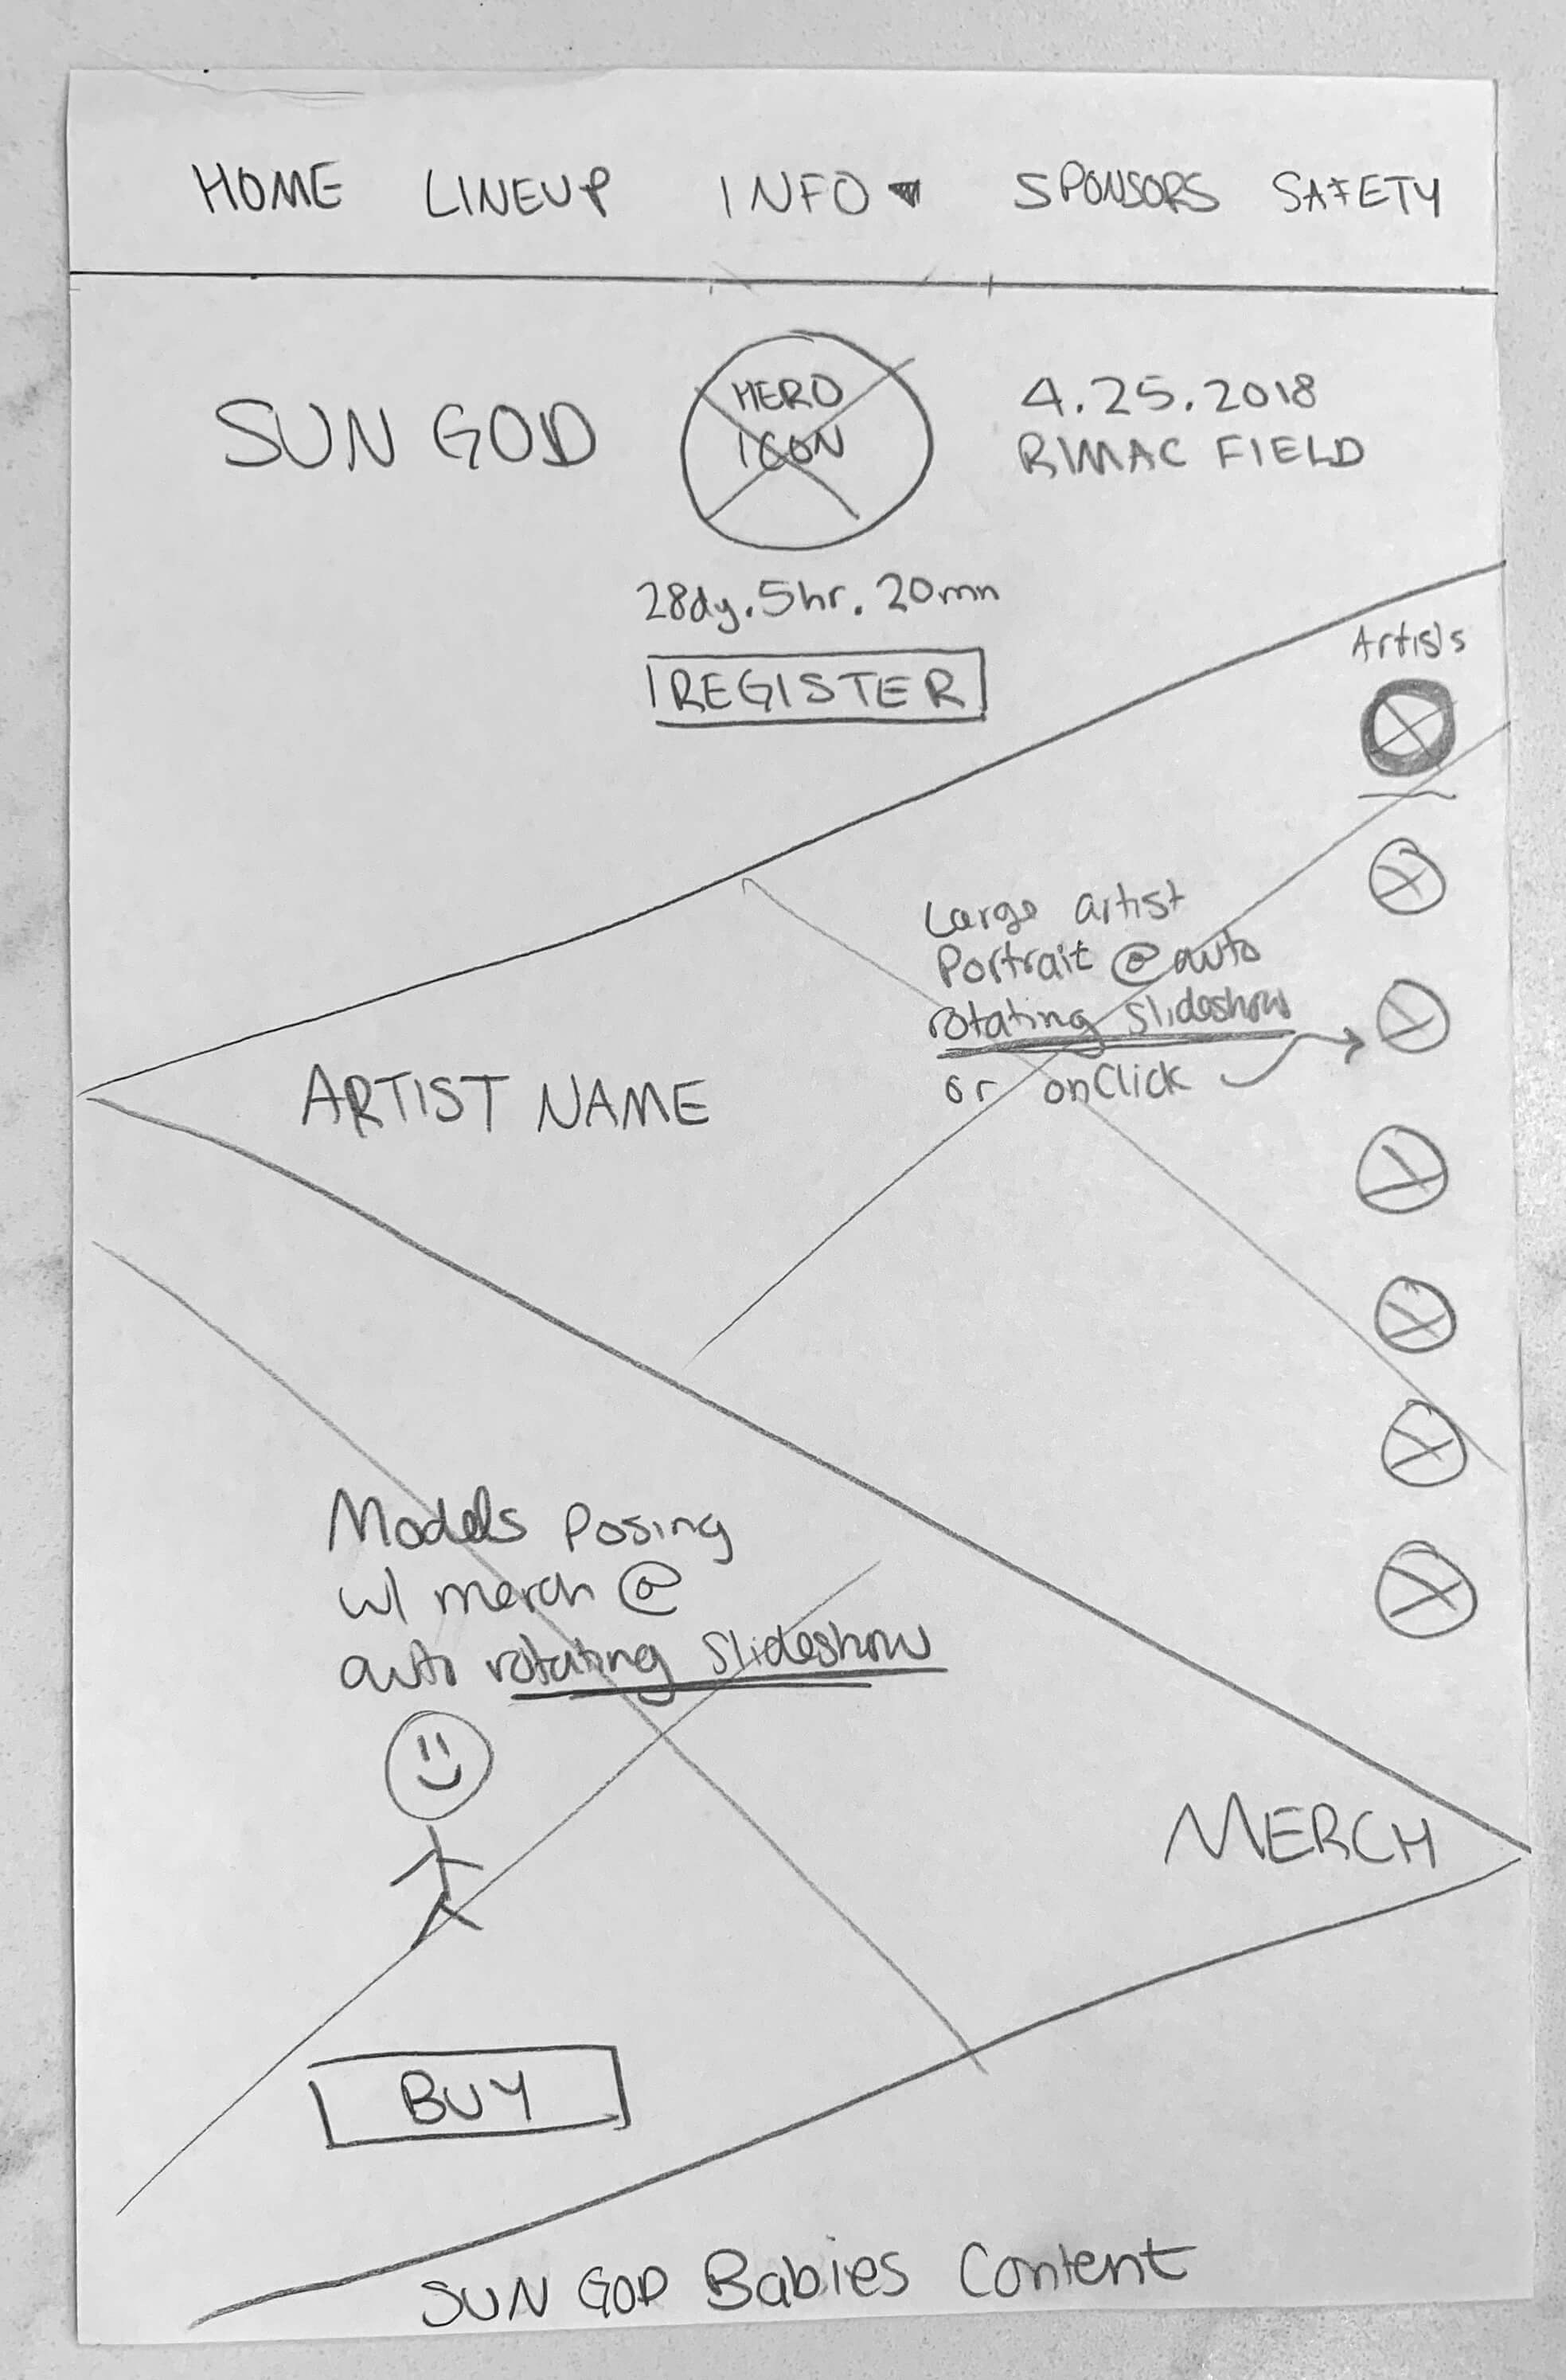 HOME LINEUP INFO SPONSORS SAFETY
SUN GOD
HERO
ICON
4.25.2018
RIMAC FIELD
28dy.5hr.20mn
REGISTER
Artists
Large artist
Portrait @ auto
rotating slideshow
or onClick
ARTIST NAME
Models Posing
w/ merch @
auto rotating slideshow
MERCH
BUY
SUN GOD Babies Content